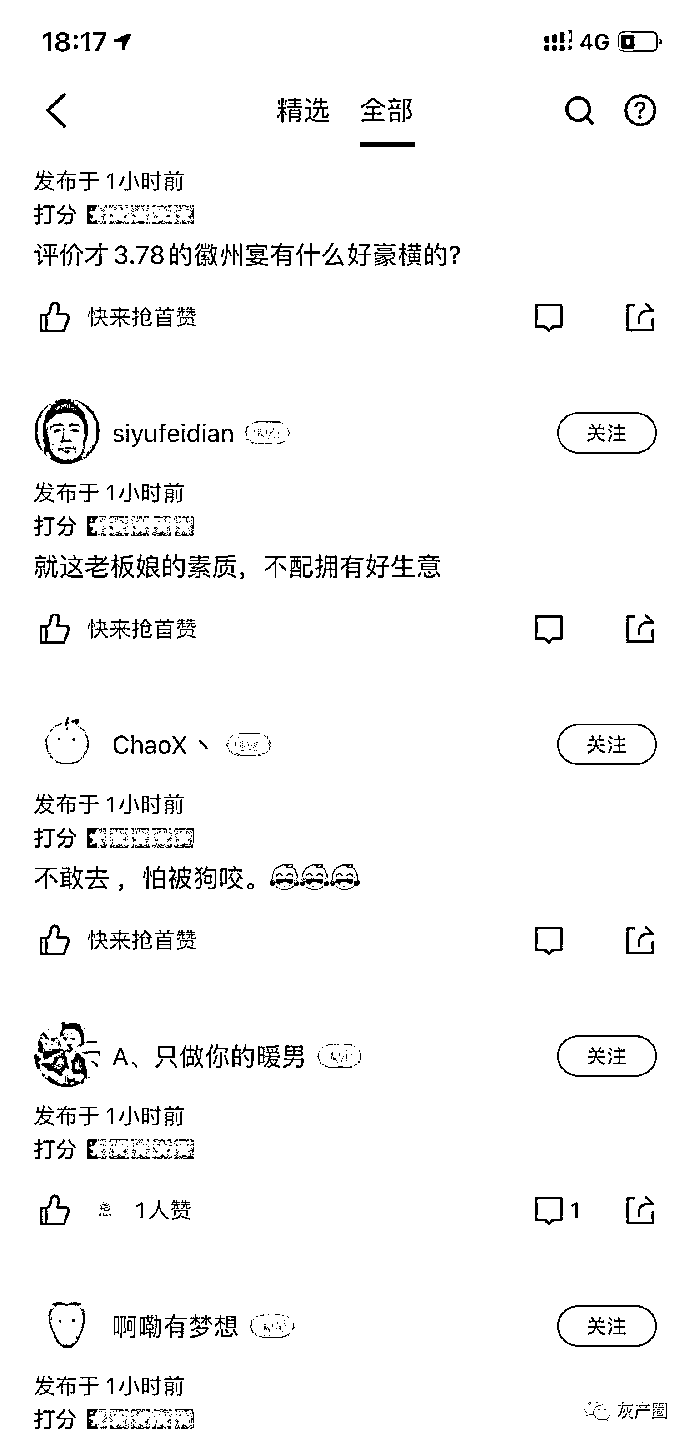 18:17 4G
精选 全部
发布于 1小时前
打分
评价才 3.78 的徽州宴有什么好豪横的?
快来抢首赞
siyufeidian 关注
发布于 1小时前
打分
就这老板娘的素质，不配拥有好生意
快来抢首赞
ChaoX丶 关注
发布于 1小时前
打分
不敢去 ，怕被狗咬。
快来抢首赞
A、只做你的暖男 关注
发布于 1小时前
打分
1人赞 1
啊嘞有梦想 关注
发布于 1小时前
打分
灰产圈